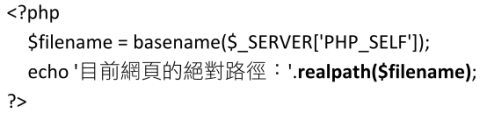 <?php
$filename = basename($_SERVER['PHP_SELF']);
echo '目前網頁的絕對路徑：'.realpath($filename);
?>